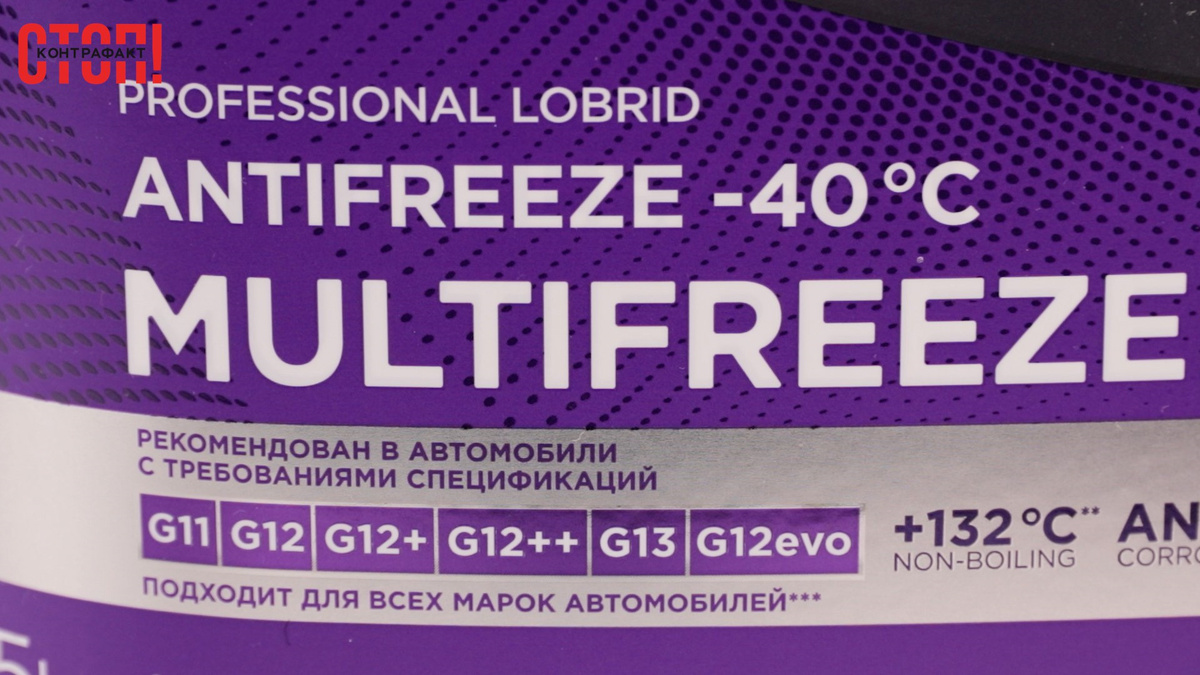 СТОП!
КОНТРАФАКТ
PROFESSIONAL LOBRID
ANTIFREEZE -40°C
MULTIFREEZE
РЕКОМЕНДОВАН В АВТОМОБИЛИ
С ТРЕБОВАНИЯМИ СПЕЦИФИКАЦИЙ
G11 G12 G12+ G12++ G13 G12evo
+132°C**
NON-BOILING
ПОДХОДИТ ДЛЯ ВСЕХ МАРОК АВТОМОБИЛЕЙ***